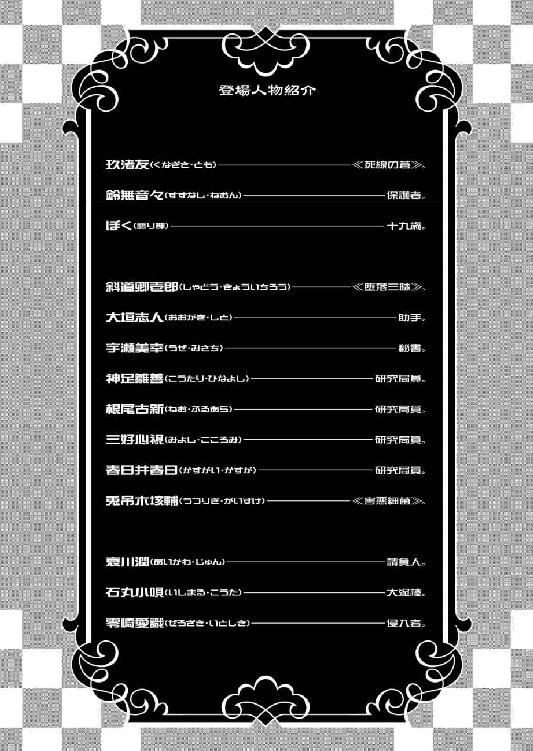 登場人物紹介
玖渚友(くなぎさ・とも)――≪死線の蒼≫。
鈴無音々(すずなし・ねおん)――保護者。
ぼく(語り部)――十九歳。
斜道卿壱郎(しゃどう・きょういちろう)――≪堕落三昧≫。
大垣志人(おおがき・しと)――助手。
宇瀬美幸(うぜ・みさち)――秘書。
神足雛善(こうたり・ひなよし)――研究局員。
根尾古新(ねお・ふるあら)――研究局員。
三好心視(みよし・こころみ)――研究局員。
春日井春日(かすがい・かすが)――研究局員。
兎吊木垓輔(うつりぎ・がいすけ)――≪害悪細菌≫。
哀川潤(あいかわ・じゅん)――請負人。
石丸小唄(いしまる・こうた)――大泥棒。
零崎愛識(ぜろざき・いとしき)――侵入者。